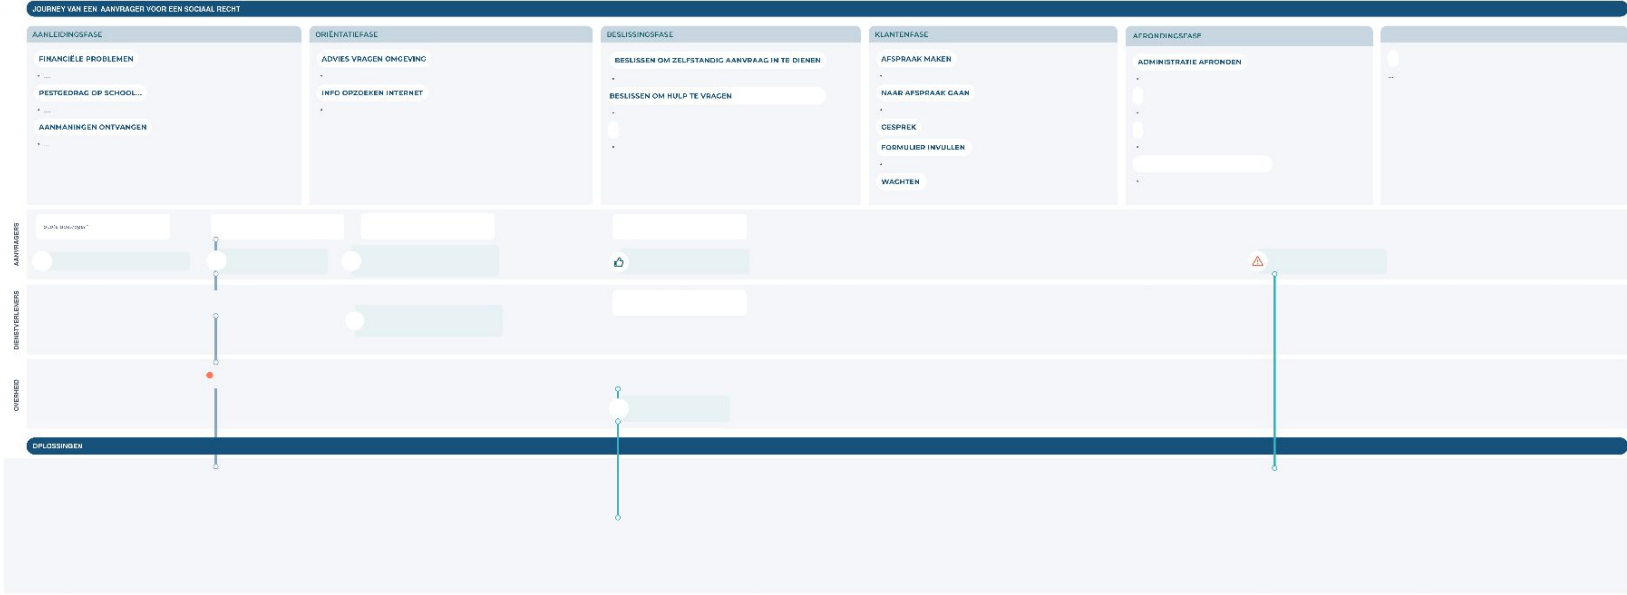 JOURNEY VAN EEN AANVRAGER VOOR EEN SOCIAAL RECHT
AANLEIDINGSFASE
FINANCIËLE PROBLEMEN
• ...
PESTGEDRAG OP SCHOOL...
• ...
AANMANINGEN ONTVANGEN
• ...
ORIËNTATIEFASE
ADVIES VRAGEN OMGEVING
•
INFO OPZOEKEN INTERNET
•
BESLISSINGSFASE
BESLISSEN OM ZELFSTANDIG AANVRAAG IN TE DIENEN
•
BESLISSEN OM HULP TE VRAGEN
•
•
KLANTENFASE
AFSPRAAK MAKEN
•
NAAR AFSPRAAK GAAN
•
GESPREK
FORMULIER INVULLEN
•
WACHTEN
AFRONDINGSFASE
ADMINISTRATIE AFRONDEN
•
•
•
•
...
AANVRAGERS
DIENSTVERLENERS
OVERHEID
OPLOSSINGEN